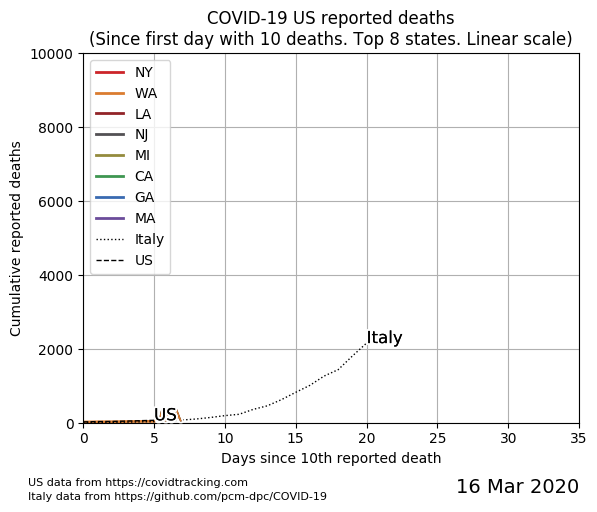 COVID-19 US reported deaths
(Since first day with 10 deaths. Top 8 states. Linear scale)
Cumulative reported deaths
10000
8000
6000
4000
2000
0
NY
WA
LA
NJ
MI
CA
GA
MA
Italy
US
Italy
US
0 5 10 15 20 25 30 35
Days since 10th reported death
US data from https://covidtracking.com
Italy data from https://github.com/pcm-dpc/COVID-19
16 Mar 2020